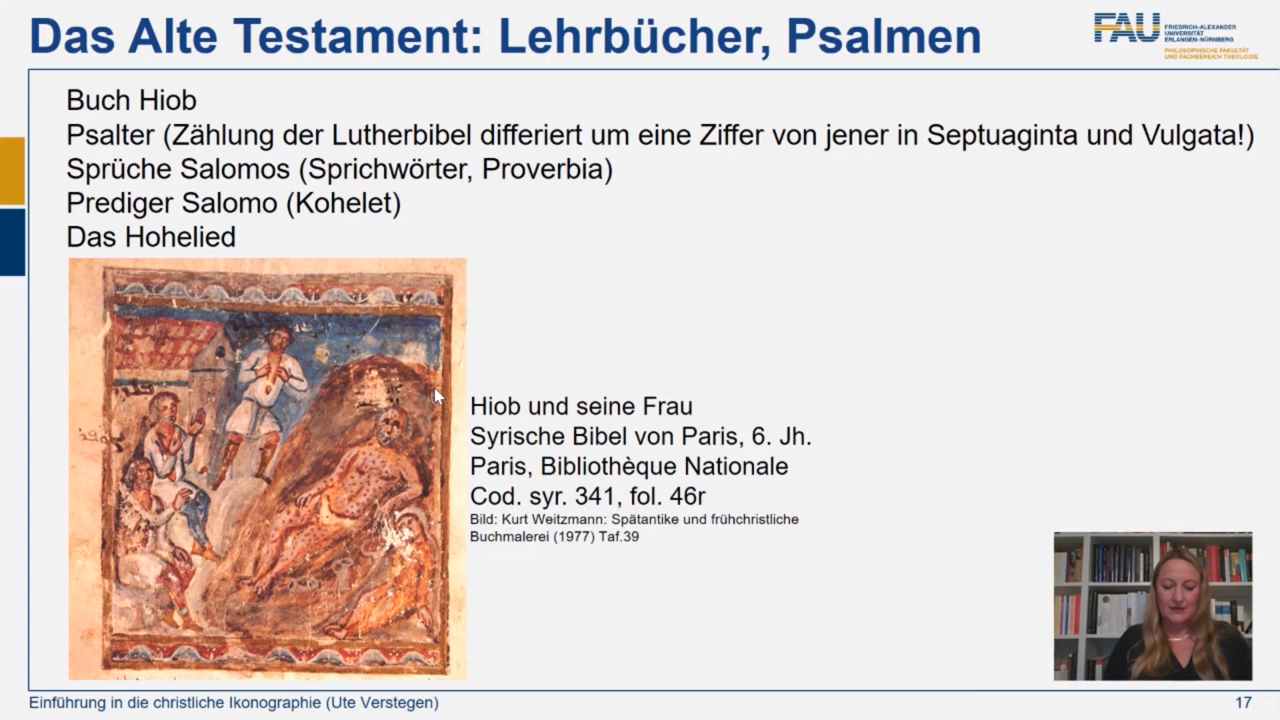 Das Alte Testament: Lehrbücher, Psalmen
FAU FRIEDRICH-ALEXANDER
UNIVERSITÄT
ERLANGEN-NÜRNBERG
PHILOSOPHISCHE FAKULTÄT
UND FACHBEREICH THEOLOGIE
Buch Hiob
Psalter (Zählung der Lutherbibel differiert um eine Ziffer von jener in Septuaginta und Vulgata!)
Sprüche Salomos (Sprichwörter, Proverbia)
Prediger Salomo (Kohelet)
Das Hohelied
Hiob und seine Frau
Syrische Bibel von Paris, 6. Jh.
Paris, Bibliothèque Nationale
Cod. syr. 341, fol. 46r
Bild: Kurt Weitzmann: Spätantike und frühchristliche
Buchmalerei (1977) Taf.39
Einführung in die christliche Ikonographie (Ute Verstegen)
17